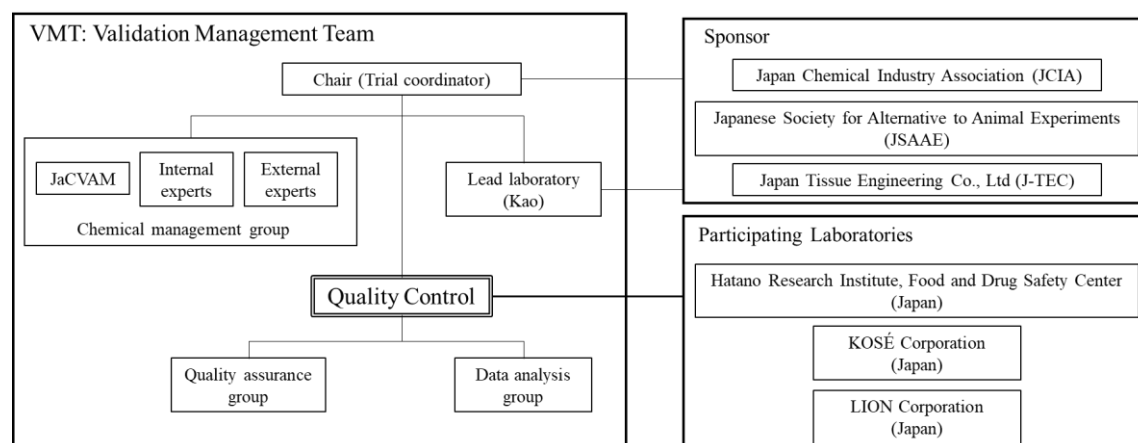 VMT: Validation Management Team
Chair (Trial coordinator)
JaCVAM
Internal
experts
External
experts
Chemical management group
Lead laboratory
(Kao)
Quality Control
Quality assurance
group
Data analysis
group
Sponsor
Japan Chemical Industry Association (JCIA)
Japanese Society for Alternative to Animal Experiments
(JSAAE)
Japan Tissue Engineering Co., Ltd (J-TEC)
Participating Laboratories
Hatano Research Institute, Food and Drug Safety Center
(Japan)
KOSÉ Corporation
(Japan)
LION Corporation
(Japan)